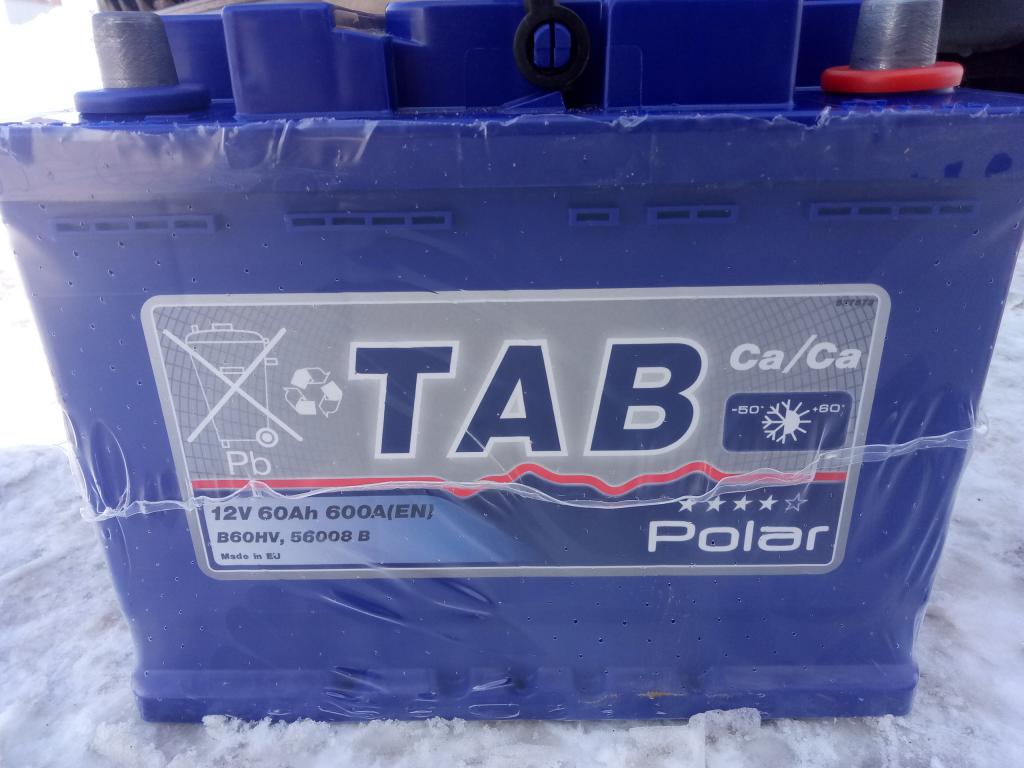 TAB
Ca/Ca
-50° +60°
Pb
12V 60Ah 600A(EN)
B60HV, 56008 B
Made in EU
Polar